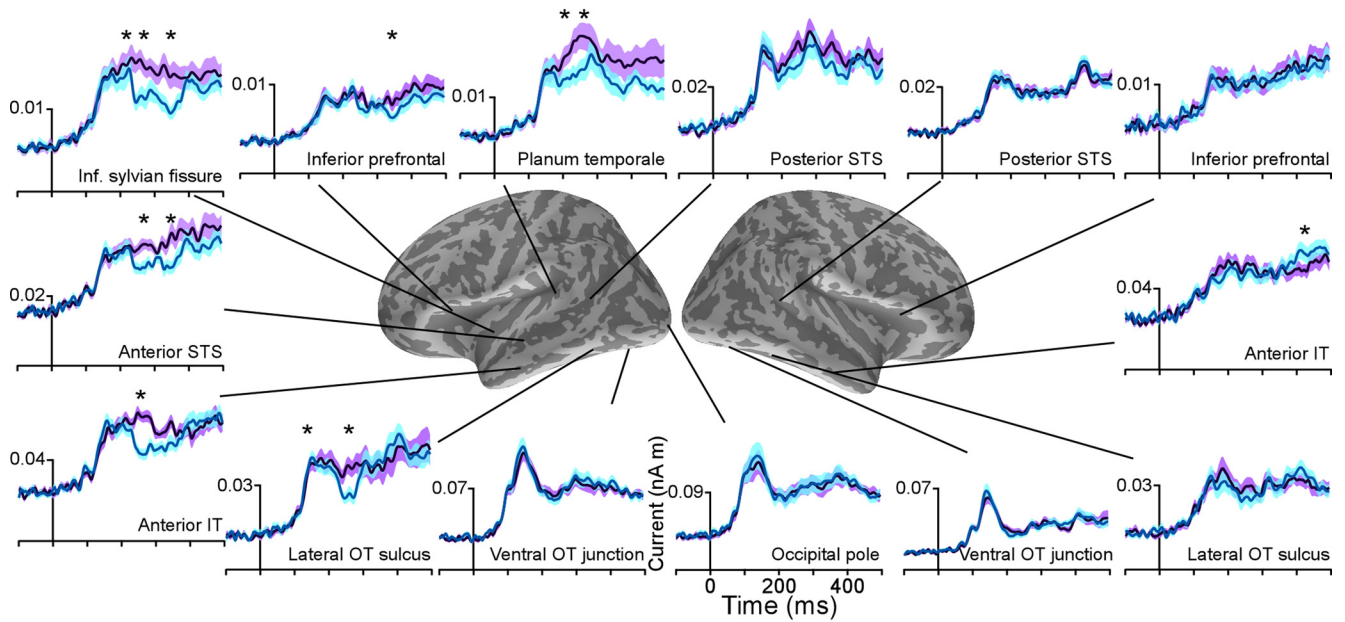 * * *
0.01
Inf. sylvian fissure
*
0.01
Inferior prefrontal
* *
0.01
Planum temporale
0.02
Posterior STS
0.02
Posterior STS
0.01
Inferior prefrontal
* *
0.02
Anterior STS
*
0.04
Anterior IT
*
0.04
Anterior IT
* *
0.03
Lateral OT sulcus
0.07
Ventral OT junction
Current (nA m)
0.09
Occipital pole
0 200 400
Time (ms)
0.07
Ventral OT junction
0.03
Lateral OT sulcus